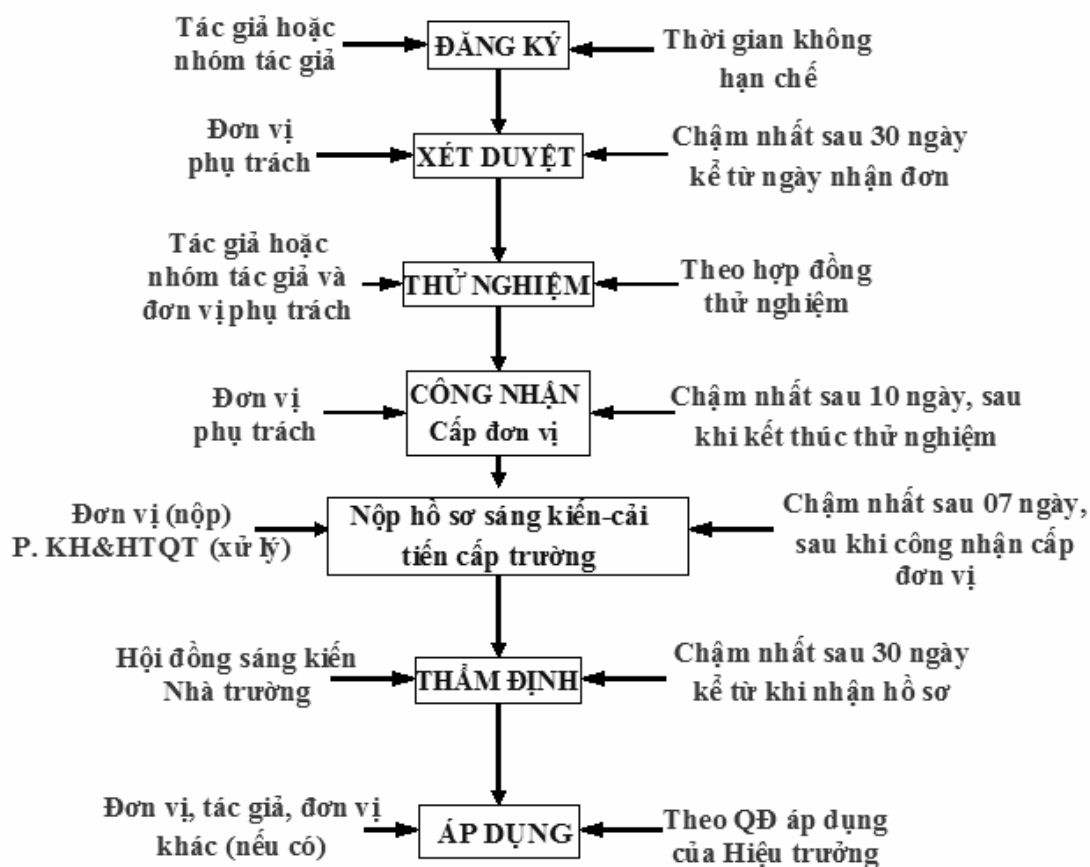 Tác giả hoặc
nhóm tác giả
ĐĂNG KÝ
Thời gian không
hạn chế
Đơn vị
phụ trách
XÉT DUYỆT
Chậm nhất sau 30 ngày
kể từ ngày nhận đơn
Tác giả hoặc
nhóm tác giả và
đơn vị phụ trách
THỬ NGHIỆM
Theo hợp đồng
thử nghiệm
Đơn vị
phụ trách
CÔNG NHẬN
Cấp đơn vị
Chậm nhất sau 10 ngày, sau
khi kết thúc thử nghiệm
Đơn vị (nộp)
P. KH&HTQT (xử lý)
Nộp hồ sơ sáng kiến-cải
tiến cấp trường
Chậm nhất sau 07 ngày,
sau khi công nhận cấp
đơn vị
Hội đồng sáng kiến
Nhà trường
THẨM ĐỊNH
Chậm nhất sau 30 ngày
kể từ khi nhận hồ sơ
Đơn vị, tác giả, đơn vị
khác (nếu có)
ÁP DỤNG
Theo QĐ áp dụng
của Hiệu trưởng